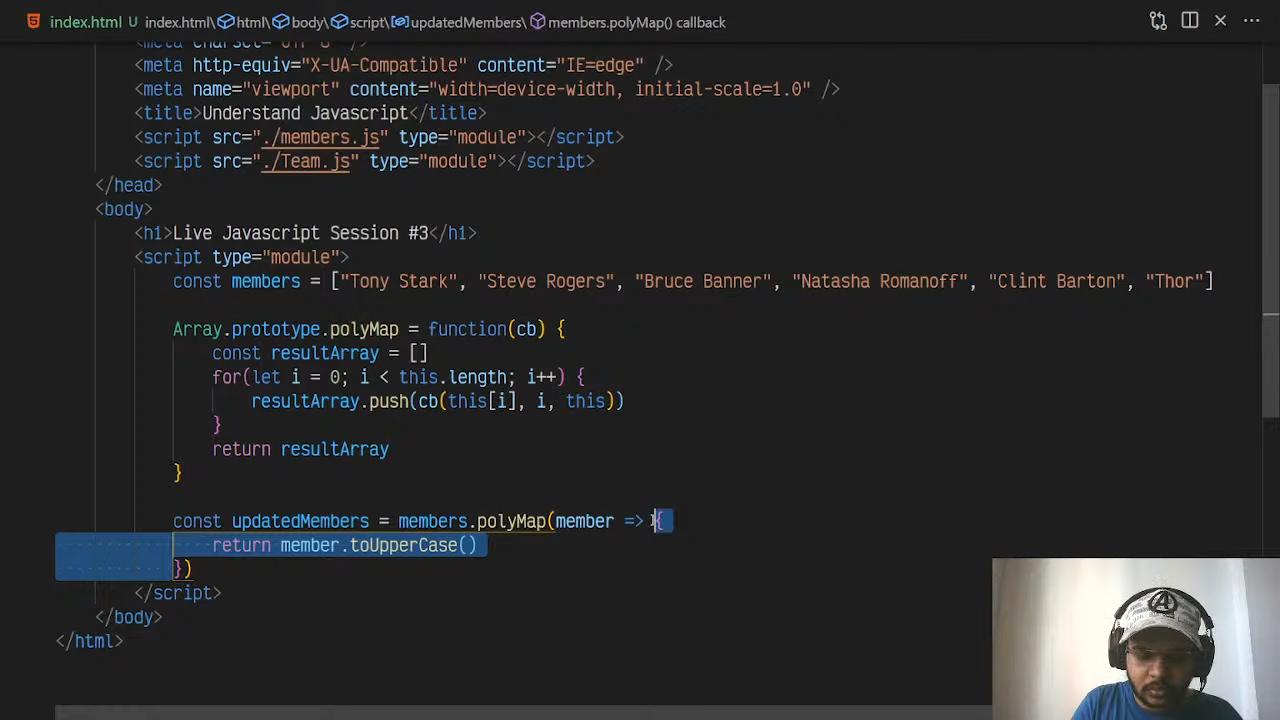 index.html U index.html\html\body\script\updatedMembers\members.polyMap() callback
<meta charset="UTF-8" />
<meta http-equiv="X-UA-Compatible" content="IE=edge" />
<meta name="viewport" content="width=device-width, initial-scale=1.0" />
<title>Understand Javascript</title>
<script src="./members.js" type="module"></script>
<script src="./Team.js" type="module"></script>
</head>
<body>
<h1>Live Javascript Session #3</h1>
<script type="module">
const members = ["Tony Stark", "Steve Rogers", "Bruce Banner", "Natasha Romanoff", "Clint Barton", "Thor"]
Array.prototype.polyMap = function(cb) {
const resultArray = []
for(let i = 0; i < this.length; i++) {
resultArray.push(cb(this[i], i, this))
}
return resultArray
}
const updatedMembers = members.polyMap(member => {
return member.toUpperCase()
})
</script>
</body>
</html>